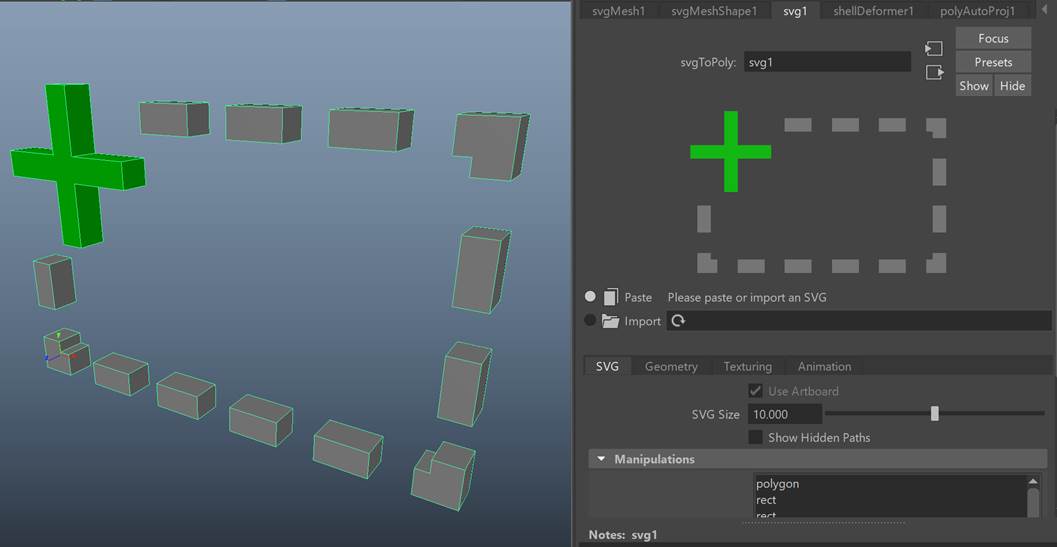 svgMesh1 svgMeshShape1 svg1 shellDeformer1 polyAutoProj1
Focus
svgToPoly: svg1
Presets
Show Hide
Paste Please paste or import an SVG
Import
SVG Geometry Texturing Animation
Use Artboard
SVG Size 10.000
Show Hidden Paths
Manipulations
polygon
rect
rect
Notes: svg1